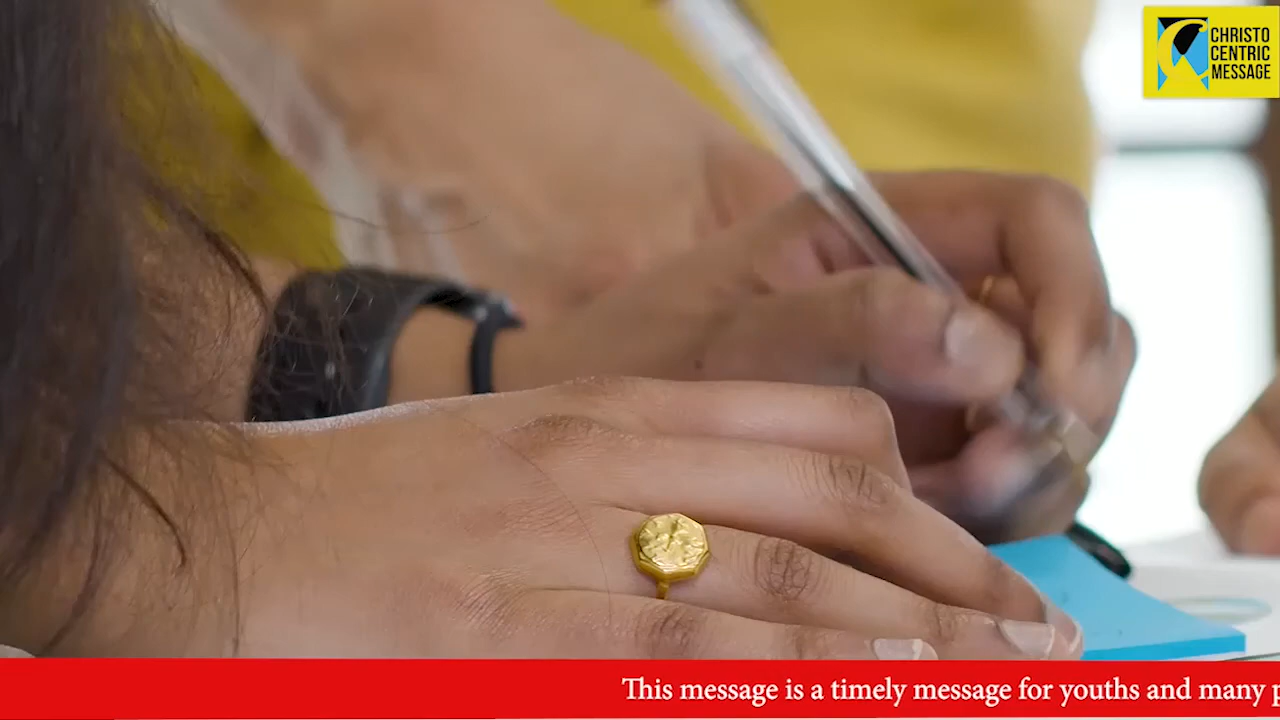 CHRISTO
CENTRIC
MESSAGE
This message is a timely message for youths and many